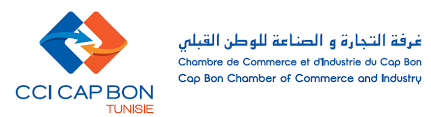 CCI CAP BON
TUNISIE
غرفة التجارة و الصناعة للوطن القبلي
Chambre de Commerce et d'Industrie du Cap Bon
Cap Bon Chamber of Commerce and Industry